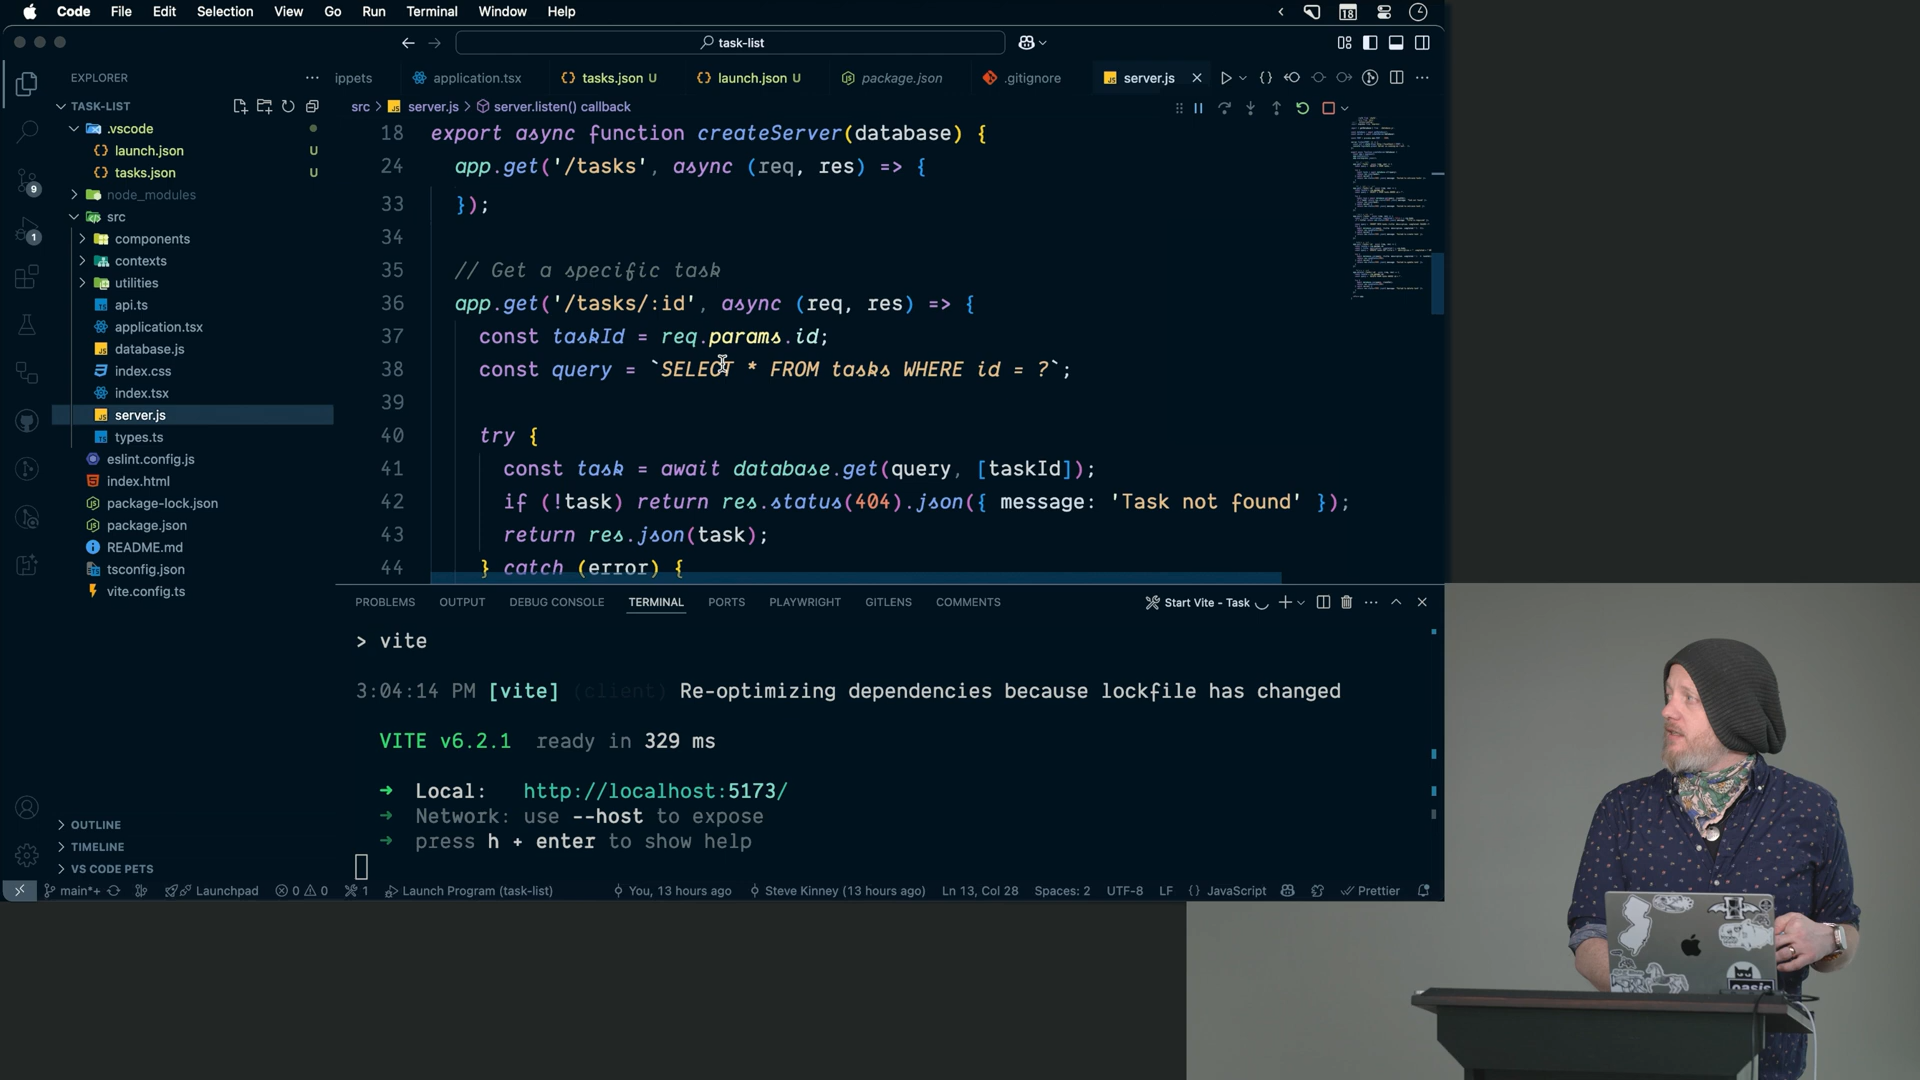 Code File Edit Selection View Go Run Terminal Window Help
18
task-list
EXPLORER
ippets application.tsx tasks.json U launch.json U package.json .gitignore server.js
TASK-LIST
src > server.js > server.listen() callback
.vscode
launch.json U
tasks.json U
node_modules
src
components
contexts
utilities
api.ts
application.tsx
database.js
index.css
index.tsx
server.js
types.ts
eslint.config.js
index.html
package-lock.json
package.json
README.md
tsconfig.json
vite.config.ts
9
1
OUTLINE
TIMELINE
VS CODE PETS
18 export async function createServer(database) {
24 app.get('/tasks', async (req, res) => {
33 });
34
35 // Get a specific task
36 app.get('/tasks/:id', async (req, res) => {
37 const taskId = req.params.id;
38 const query = `SELECT * FROM tasks WHERE id = ?`;
39
40 try {
41 const task = await database.get(query, [taskId]);
42 if (!task) return res.status(404).json({ message: 'Task not found' });
43 return res.json(task);
44 } catch (error) {
PROBLEMS OUTPUT DEBUG CONSOLE TERMINAL PORTS PLAYWRIGHT GITLENS COMMENTS
Start Vite - Task
> vite
3:04:14 PM [vite] (client) Re-optimizing dependencies because lockfile has changed
VITE v6.2.1 ready in 329 ms
➜ Local: http://localhost:5173/
➜ Network: use --host to expose
➜ press h + enter to show help
main*+ Launchpad 0 0 1 Launch Program (task-list) You, 13 hours ago Steve Kinney (13 hours ago) Ln 13, Col 28 Spaces: 2 UTF-8 LF {} JavaScript Prettier
oasis